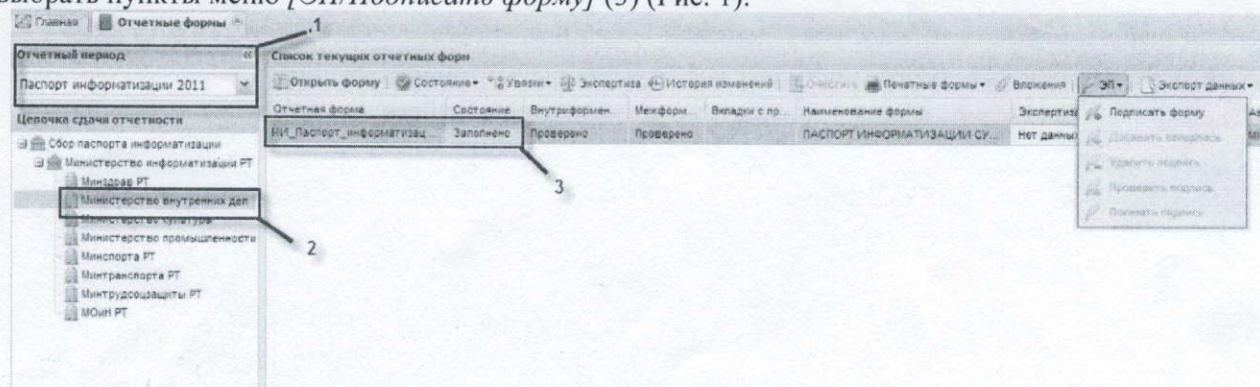 выбрать пункты меню [ЭП/Подписать форму] (3) (Рис. 4).
Главная Отчетные формы
1
Отчетный период «
Паспорт информатизации 2011
Цепочка сдачи отчетности
Сбор паспорта информатизации
Министерство информатизации РТ
Минздрав РТ
Министерство внутренних дел
Министерство культуры
Министерство промышленности
Минспорта РТ
Минтранспорта РТ
Минтрудсоцзащиты РТ
МОиН РТ
2
Список текущих отчетных форм
Открыть форму Состояние Увязки Экспертиза История изменений Очистить Печатные формы Вложения ЭП Экспорт данных
Отчетная форма Состояние Внутриформен... Межформ... Вкладки с пр... Наименование формы Экспертиза
МИ_Паспорт_информатизац... Заполнено Проверено Проверено ПАСПОРТ ИНФОРМАТИЗАЦИИ СУ... Нет данных
3
Подписать форму
Удалить подпись
Проверить подпись
Показать подпись